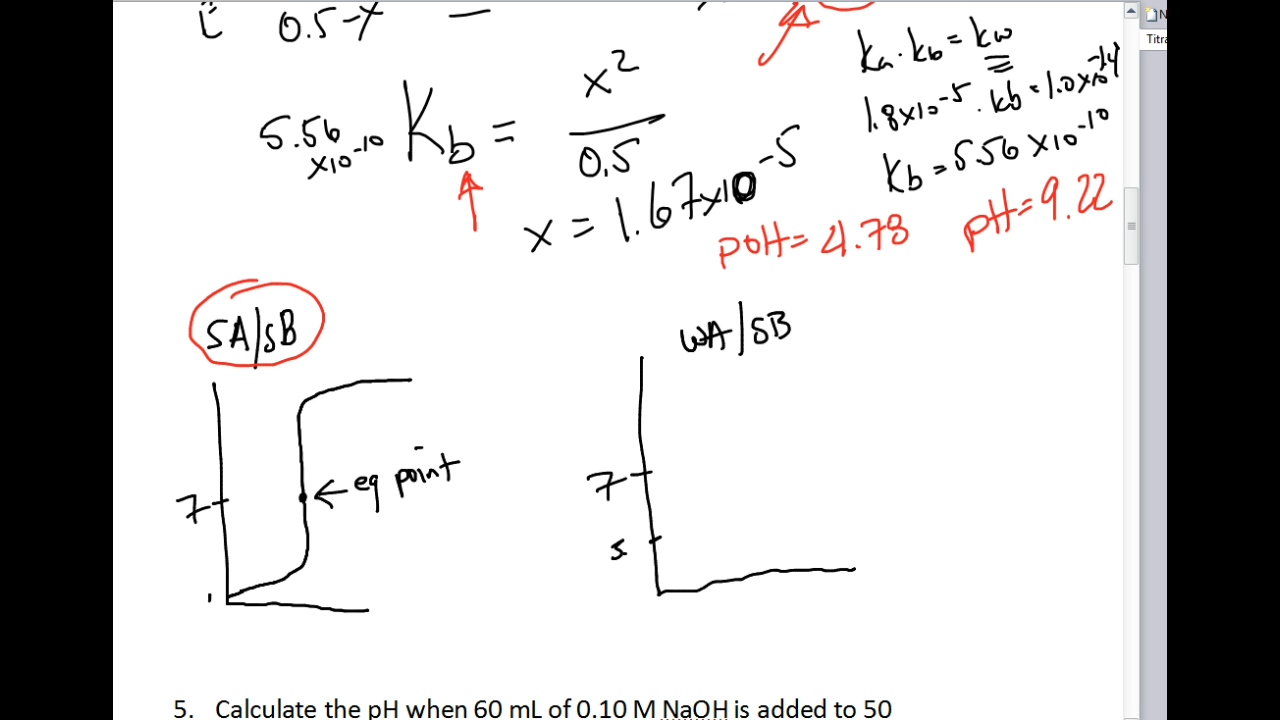 0.5-x —
Ka · Kb = Kw
1.8x10-5 · Kb = 1.0x10-14
Kb = 5.56 x10-10
5.56 x10-10 Kb = x2 / 0.5
x = 1.67x10-5
pOH = 4.78 pH = 9.22
SA/SB
WA/SB
7 ← eq point
1
7
5
5. Calculate the pH when 60 mL of 0.10 M NaOH is added to 50
Titra